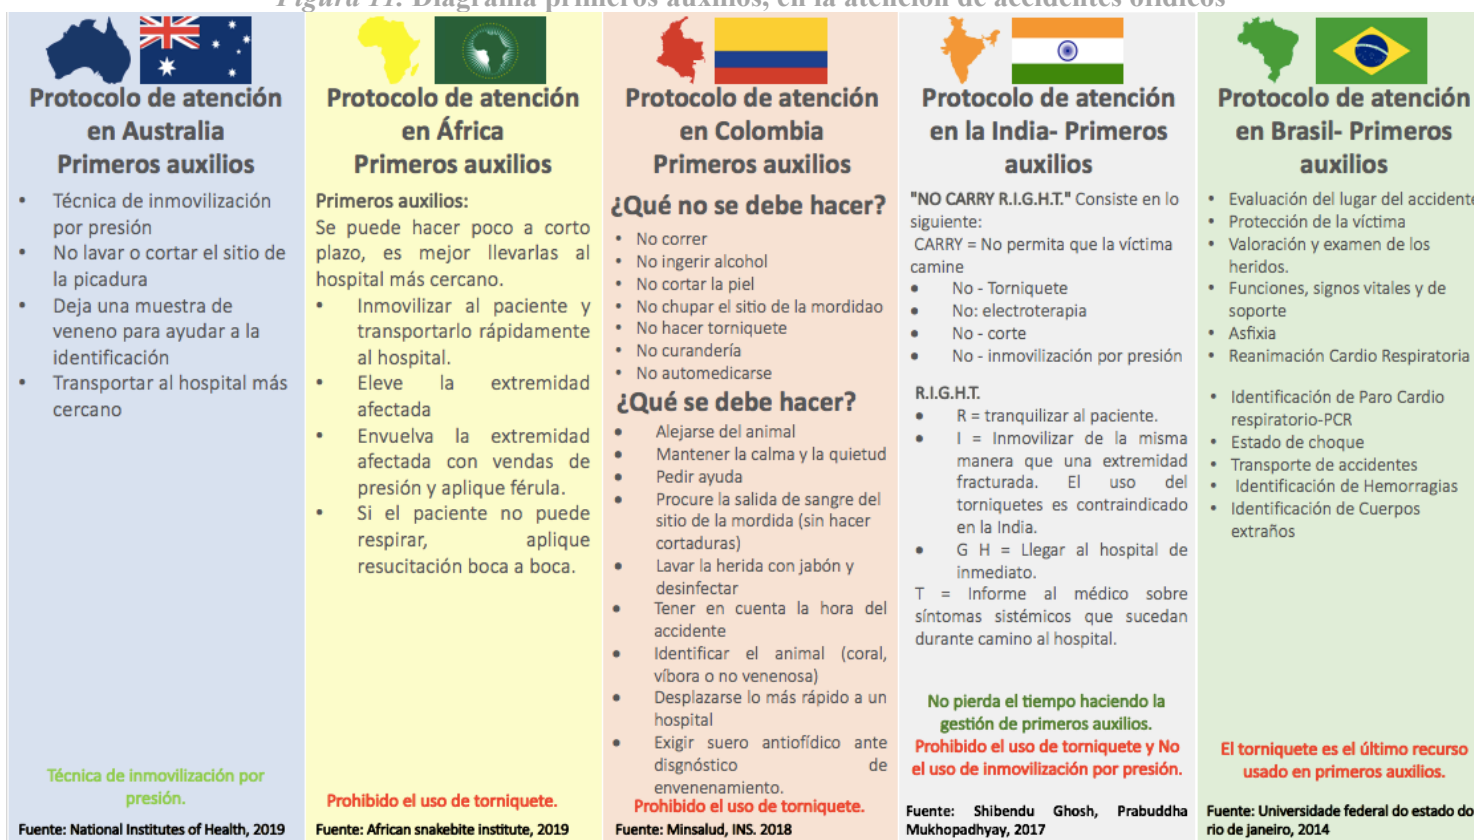 Figura 11. Diagrama primeros auxilios, en la atención de accidentes ofídicos
Protocolo de atención
en Australia
Primeros auxilios
• Técnica de inmovilización
por presión
• No lavar o cortar el sitio de
la picadura
• Deja una muestra de
veneno para ayudar a la
identificación
• Transportar al hospital más
cercano
Técnica de inmovilización por
presión.
Fuente: National Institutes of Health, 2019
Protocolo de atención
en África
Primeros auxilios
Primeros auxilios:
Se puede hacer poco a corto
plazo, es mejor llevarlas al
hospital más cercano.
• Inmovilizar al paciente y
transportarlo rápidamente
al hospital.
• Eleve la extremidad
afectada
• Envuelva la extremidad
afectada con vendas de
presión y aplique férula.
• Si el paciente no puede
respirar, aplique
resucitación boca a boca.
Prohibido el uso de torniquete.
Fuente: African snakebite institute, 2019
Protocolo de atención
en Colombia
Primeros auxilios
¿Qué no se debe hacer?
• No correr
• No ingerir alcohol
• No cortar la piel
• No chupar el sitio de la mordidao
• No hacer torniquete
• No curandería
• No automedicarse
¿Qué se debe hacer?
• Alejarse del animal
• Mantener la calma y la quietud
• Pedir ayuda
• Procure la salida de sangre del
sitio de la mordida (sin hacer
cortaduras)
• Lavar la herida con jabón y
desinfectar
• Tener en cuenta la hora del
accidente
• Identificar el animal (coral,
víbora o no venenosa)
• Desplazarse lo más rápido a un
hospital
• Exigir suero antiofídico ante
disgnóstico de
envenenamiento.
Prohibido el uso de torniquete.
Fuente: Minsalud, INS. 2018
Protocolo de atención
en la India- Primeros
auxilios
"NO CARRY R.I.G.H.T." Consiste en lo
siguiente:
CARRY = No permita que la víctima
camine
• No - Torniquete
• No: electroterapia
• No - corte
• No - inmovilización por presión
R.I.G.H.T.
• R = tranquilizar al paciente.
• I = Inmovilizar de la misma
manera que una extremidad
fracturada. El uso del
torniquetes es contraindicado
en la India.
• G H = Llegar al hospital de
inmediato.
T = Informe al médico sobre
síntomas sistémicos que sucedan
durante camino al hospital.
No pierda el tiempo haciendo la
gestión de primeros auxilios.
Prohibido el uso de torniquete y No
el uso de inmovilización por presión.
Fuente: Shibendu Ghosh, Prabuddha
Mukhopadhyay, 2017
Protocolo de atención
en Brasil- Primeros
auxilios
• Evaluación del lugar del accidente
• Protección de la víctima
• Valoración y examen de los
heridos.
• Funciones, signos vitales y de
soporte
• Asfixia
• Reanimación Cardio Respiratoria
• Identificación de Paro Cardio
respiratorio-PCR
• Estado de choque
• Transporte de accidentes
• Identificación de Hemorragias
• Identificación de Cuerpos
extraños
El torniquete es el último recurso
usado en primeros auxilios.
Fuente: Universidade federal do estado do
rio de janeiro, 2014